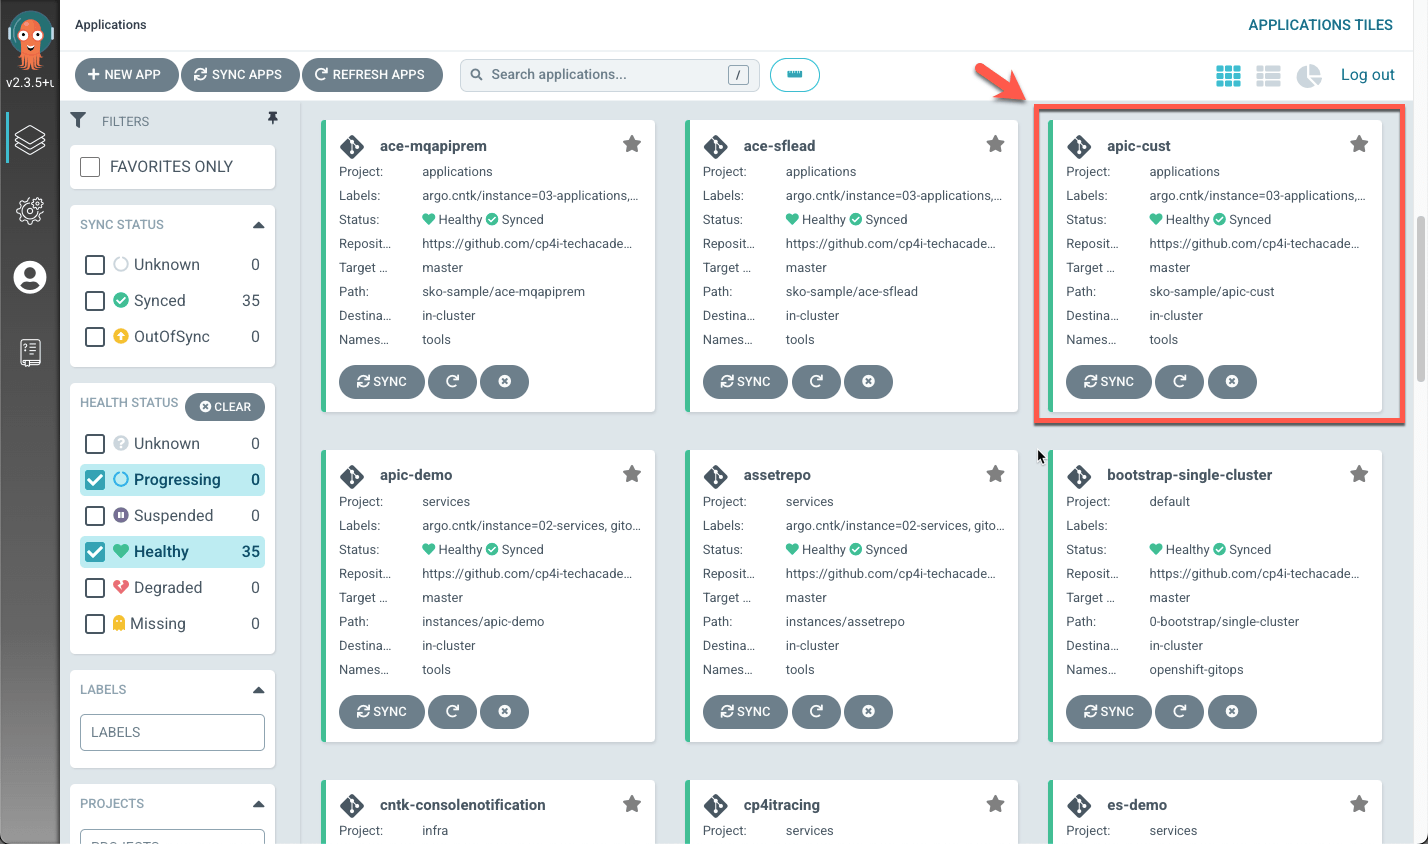 Applications
APPLICATIONS TILES
v2.3.5+u
NEW APP
SYNC APPS
REFRESH APPS
Search applications...
/
Log out
FILTERS
FAVORITES ONLY
SYNC STATUS
Unknown 0
Synced 35
OutOfSync 0
HEALTH STATUS
CLEAR
Unknown 0
Progressing 0
Suspended 0
Healthy 35
Degraded 0
Missing 0
LABELS
LABELS
PROJECTS
PROJECTS
ace-mqapiprem
Project: applications
Labels: argo.cntk/instance=03-applications,...
Status: Healthy Synced
Reposit... https://github.com/cp4i-techacade...
Target ... master
Path: sko-sample/ace-mqapiprem
Destina... in-cluster
Names... tools
SYNC
ace-sflead
Project: applications
Labels: argo.cntk/instance=03-applications,...
Status: Healthy Synced
Reposit... https://github.com/cp4i-techacade...
Target ... master
Path: sko-sample/ace-sflead
Destina... in-cluster
Names... tools
SYNC
apic-cust
Project: applications
Labels: argo.cntk/instance=03-applications,...
Status: Healthy Synced
Reposit... https://github.com/cp4i-techacade...
Target ... master
Path: sko-sample/apic-cust
Destina... in-cluster
Names... tools
SYNC
apic-demo
Project: services
Labels: argo.cntk/instance=02-services, gito...
Status: Healthy Synced
Reposit... https://github.com/cp4i-techacade...
Target ... master
Path: instances/apic-demo
Destina... in-cluster
Names... tools
SYNC
assetrepo
Project: services
Labels: argo.cntk/instance=02-services, gito...
Status: Healthy Synced
Reposit... https://github.com/cp4i-techacade...
Target ... master
Path: instances/assetrepo
Destina... in-cluster
Names... tools
SYNC
bootstrap-single-cluster
Project: default
Labels:
Status: Healthy Synced
Reposit... https://github.com/cp4i-techacade...
Target ... master
Path: 0-bootstrap/single-cluster
Destina... in-cluster
Names... openshift-gitops
SYNC
cntk-consolenotification
Project: infra
cp4itracing
Project: services
es-demo
Project: services